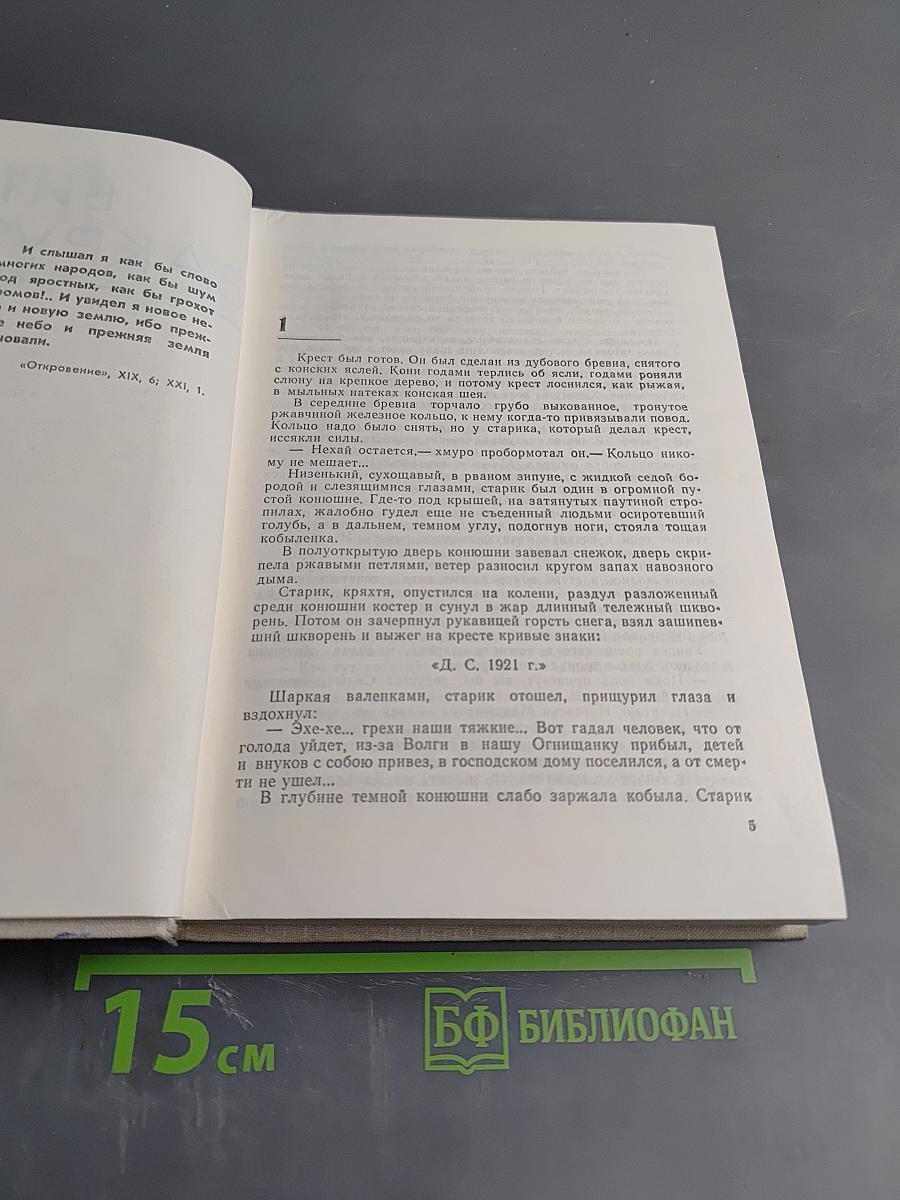 И слышал я как бы слово
многих народов, как бы шум
од яростных, как бы грохот
ромов!.. И увидел я новое не-
о и новую землю, ибо преж-
е небо и прежняя земля
новали.
«Откровение», XIX, 6; XXI, 1.
1
Крест был готов. Он был сделан из дубового бревна, снятого
с конских яслей. Кони годами терлись об ясли, годами роняли
слюну на крепкое дерево, и потому крест лоснился, как рыжая,
в мыльных натеках конская шея.
В середине бревна торчало грубо выкованное, тронутое
ржавчиной железное кольцо, к нему когда-то привязывали повод.
Кольцо надо было снять, но у старика, который делал крест,
иссякли силы.
— Нехай остается,— хмуро пробормотал он.— Кольцо нико-
му не мешает...
Низенький, сухощавый, в рваном зипуне, с жидкой седой бо-
родой и слезящимися глазами, старик был один в огромной пу-
стой конюшне. Где-то под крышей, на затянутых паутиной стро-
пилах, жалобно гудел еще не съеденный людьми осиротевший
голубь, а в дальнем, темном углу, подогнув ноги, стояла тощая
кобыленка.
В полуоткрытую дверь конюшни завевал снежок, дверь скри-
пела ржавыми петлями, ветер разносил кругом запах навозного
дыма.
Старик, кряхтя, опустился на колени, раздул разложенный
среди конюшни костер и сунул в жар длинный тележный шкво-
рень. Потом он зачерпнул рукавицей горсть снега, взял зашипев-
ший шкворень и выжег на кресте кривые знаки:
«Д. С. 1921 г.»
Шаркая валенками, старик отошел, прищурил глаза и
вздохнул:
— Эхе-хе... грехи наши тяжкие... Вот гадал человек, что от
голода уйдет, из-за Волги в нашу Огнищанку прибыл, детей
и внуков с собою привез, в господском дому поселился, а от смер-
ти не ушел...
В глубине темной конюшни слабо заржала кобыла. Старик
5
15 см
БФ БИБЛИОФАН